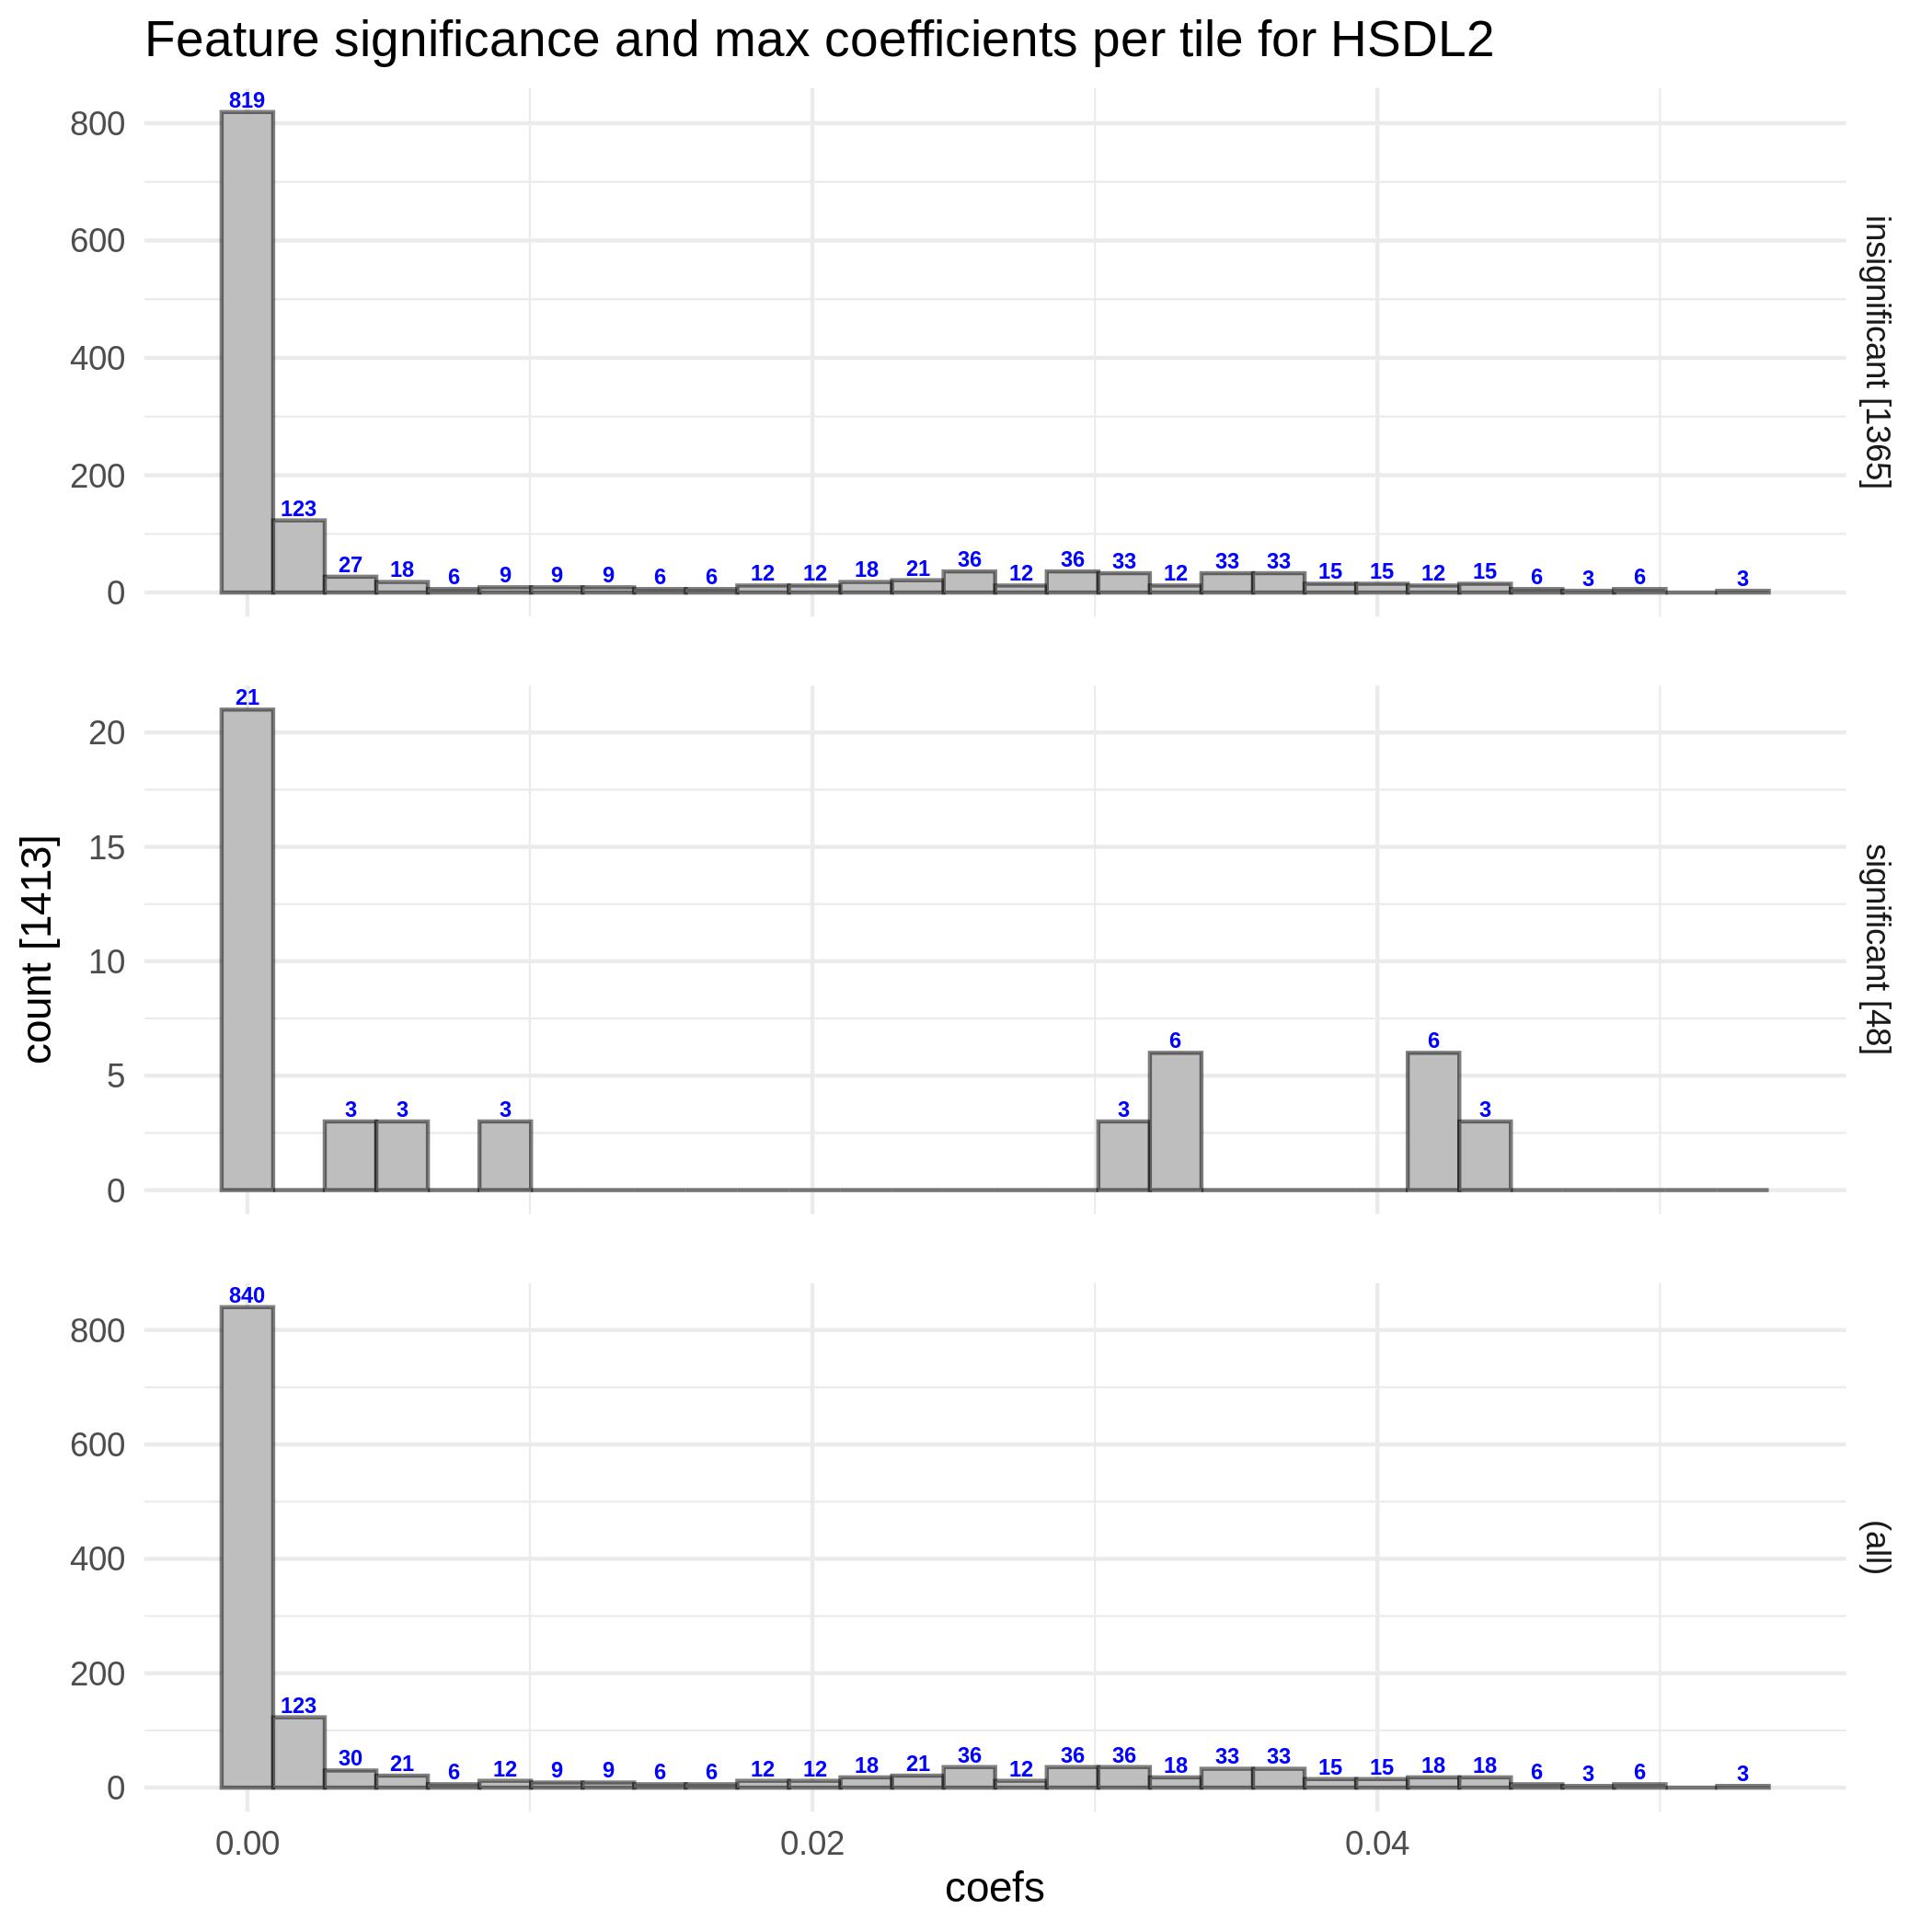 Feature significance and max coefficients per tile for HSDL2
count [1413]
800
600
400
200
0
819
123
27 18 6 9 9 9 6 6 12 12 18 21 36 12 36 33 12 33 33 15 15 12 15 6 3 6 3
insignificant [1365]
20
15
10
5
0
21
3 3 3 3 6 6 3
significant [48]
800
600
400
200
0
840
123
30 21 6 12 9 9 6 6 12 12 18 21 36 12 36 36 18 33 33 15 15 18 18 6 3 6 3
(all)
0.00 0.02 0.04
coefs